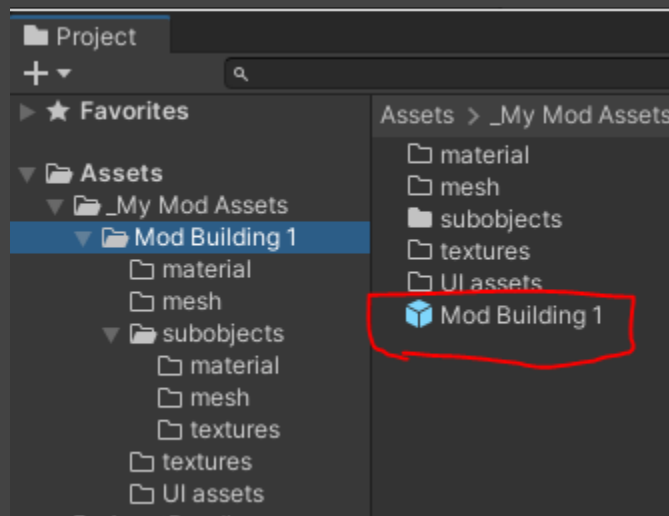 Project
Favorites
Assets
_My Mod Assets
Mod Building 1
material
mesh
subobjects
material
mesh
textures
textures
UI assets
Assets > _My Mod Assets
material
mesh
subobjects
textures
UI assets
Mod Building 1